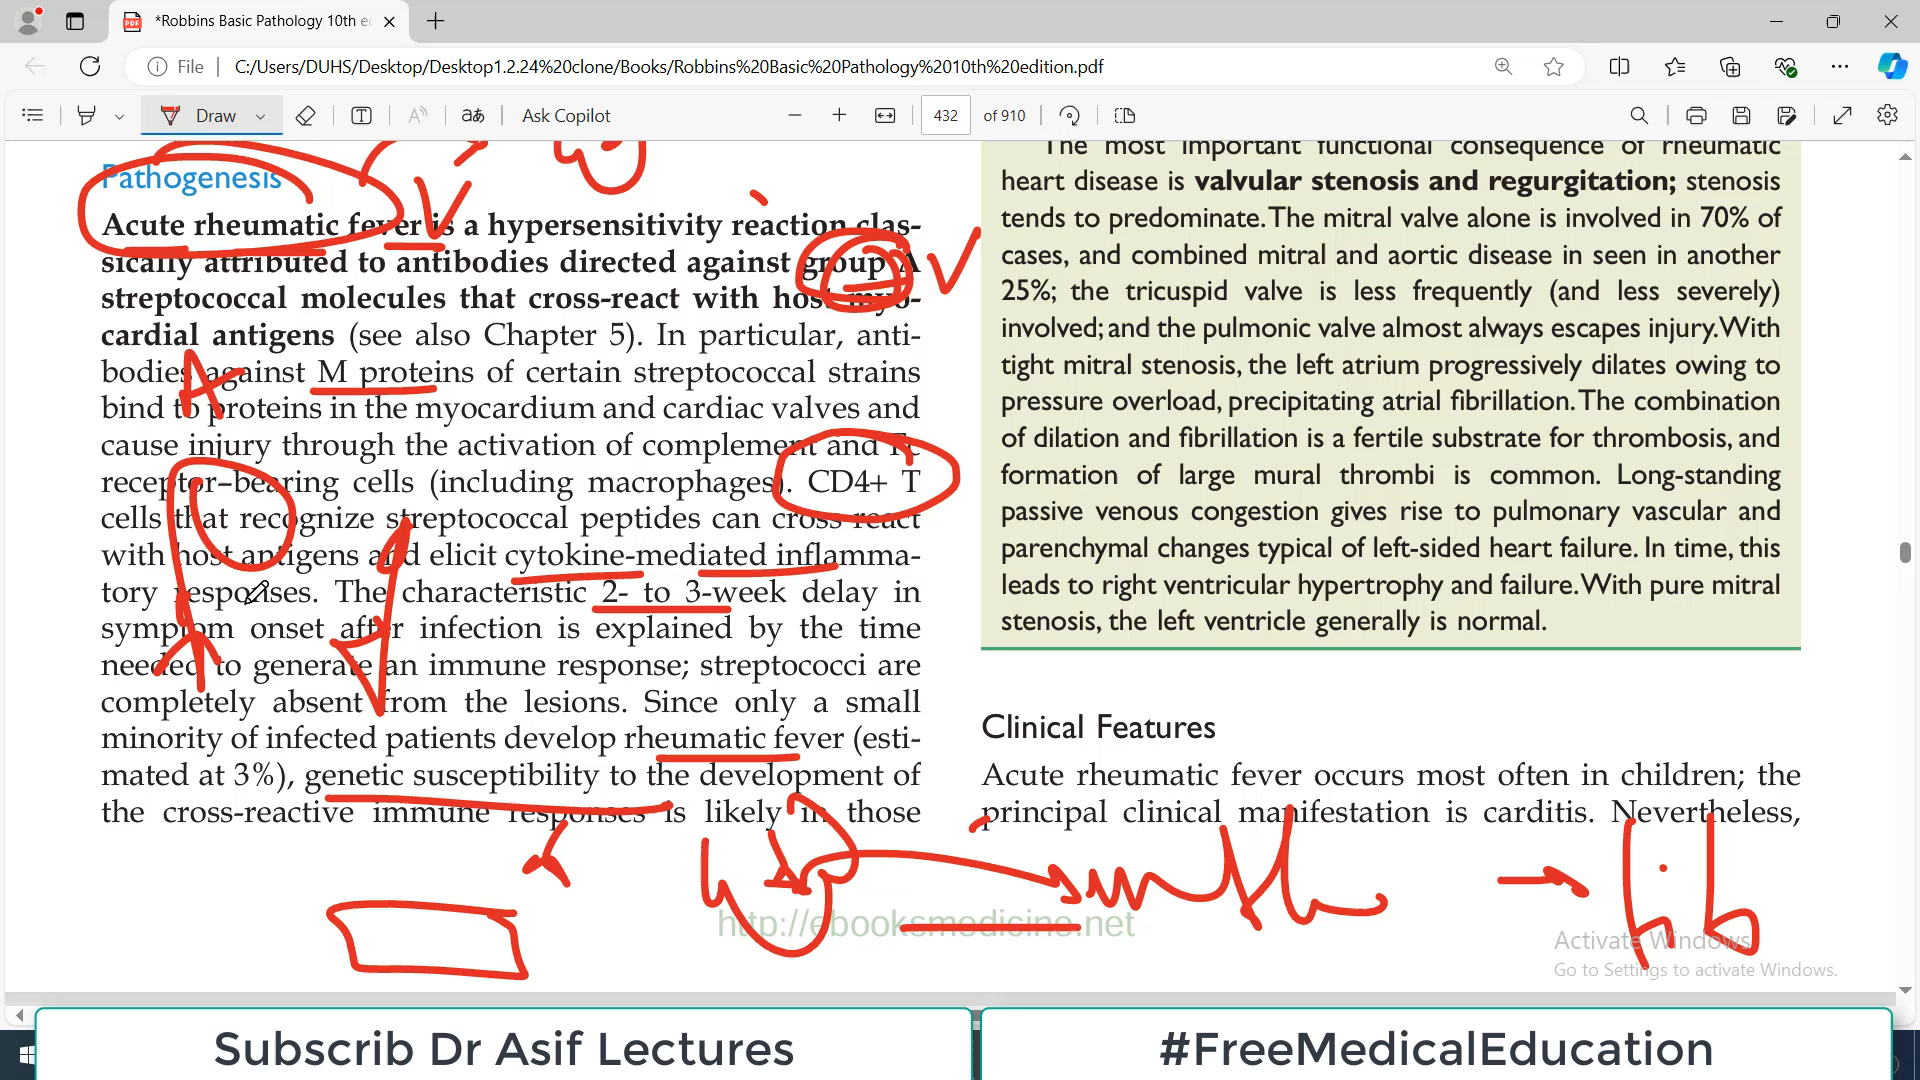 *Robbins Basic Pathology 10th e
File
C:/Users/DUHS/Desktop/Desktop1.2.24%20clone/Books/Robbins%20Basic%20Pathology%2010th%20edition.pdf
Draw
Ask Copilot
432 of 910
Pathogenesis
Acute rheumatic fever is a hypersensitivity reaction clas-
sically attributed to antibodies directed against group A
streptococcal molecules that cross-react with host myo-
cardial antigens (see also Chapter 5). In particular, anti-
bodies against M proteins of certain streptococcal strains
bind to proteins in the myocardium and cardiac valves and
cause injury through the activation of complement and Fc
receptor–bearing cells (including macrophages). CD4+ T
cells that recognize streptococcal peptides can cross-react
with host antigens and elicit cytokine-mediated inflamma-
tory responses. The characteristic 2- to 3-week delay in
symptom onset after infection is explained by the time
needed to generate an immune response; streptococci are
completely absent from the lesions. Since only a small
minority of infected patients develop rheumatic fever (esti-
mated at 3%), genetic susceptibility to the development of
the cross-reactive immune responses is likely in those
The most important functional consequence of rheumatic
heart disease is valvular stenosis and regurgitation; stenosis
tends to predominate. The mitral valve alone is involved in 70% of
cases, and combined mitral and aortic disease in seen in another
25%; the tricuspid valve is less frequently (and less severely)
involved; and the pulmonic valve almost always escapes injury. With
tight mitral stenosis, the left atrium progressively dilates owing to
pressure overload, precipitating atrial fibrillation. The combination
of dilation and fibrillation is a fertile substrate for thrombosis, and
formation of large mural thrombi is common. Long-standing
passive venous congestion gives rise to pulmonary vascular and
parenchymal changes typical of left-sided heart failure. In time, this
leads to right ventricular hypertrophy and failure. With pure mitral
stenosis, the left ventricle generally is normal.
Clinical Features
Acute rheumatic fever occurs most often in children; the
principal clinical manifestation is carditis. Nevertheless,
http://ebooksmedicine.net
Activate Windows
Go to Settings to activate Windows.
Subscrib Dr Asif Lectures
#FreeMedicalEducation